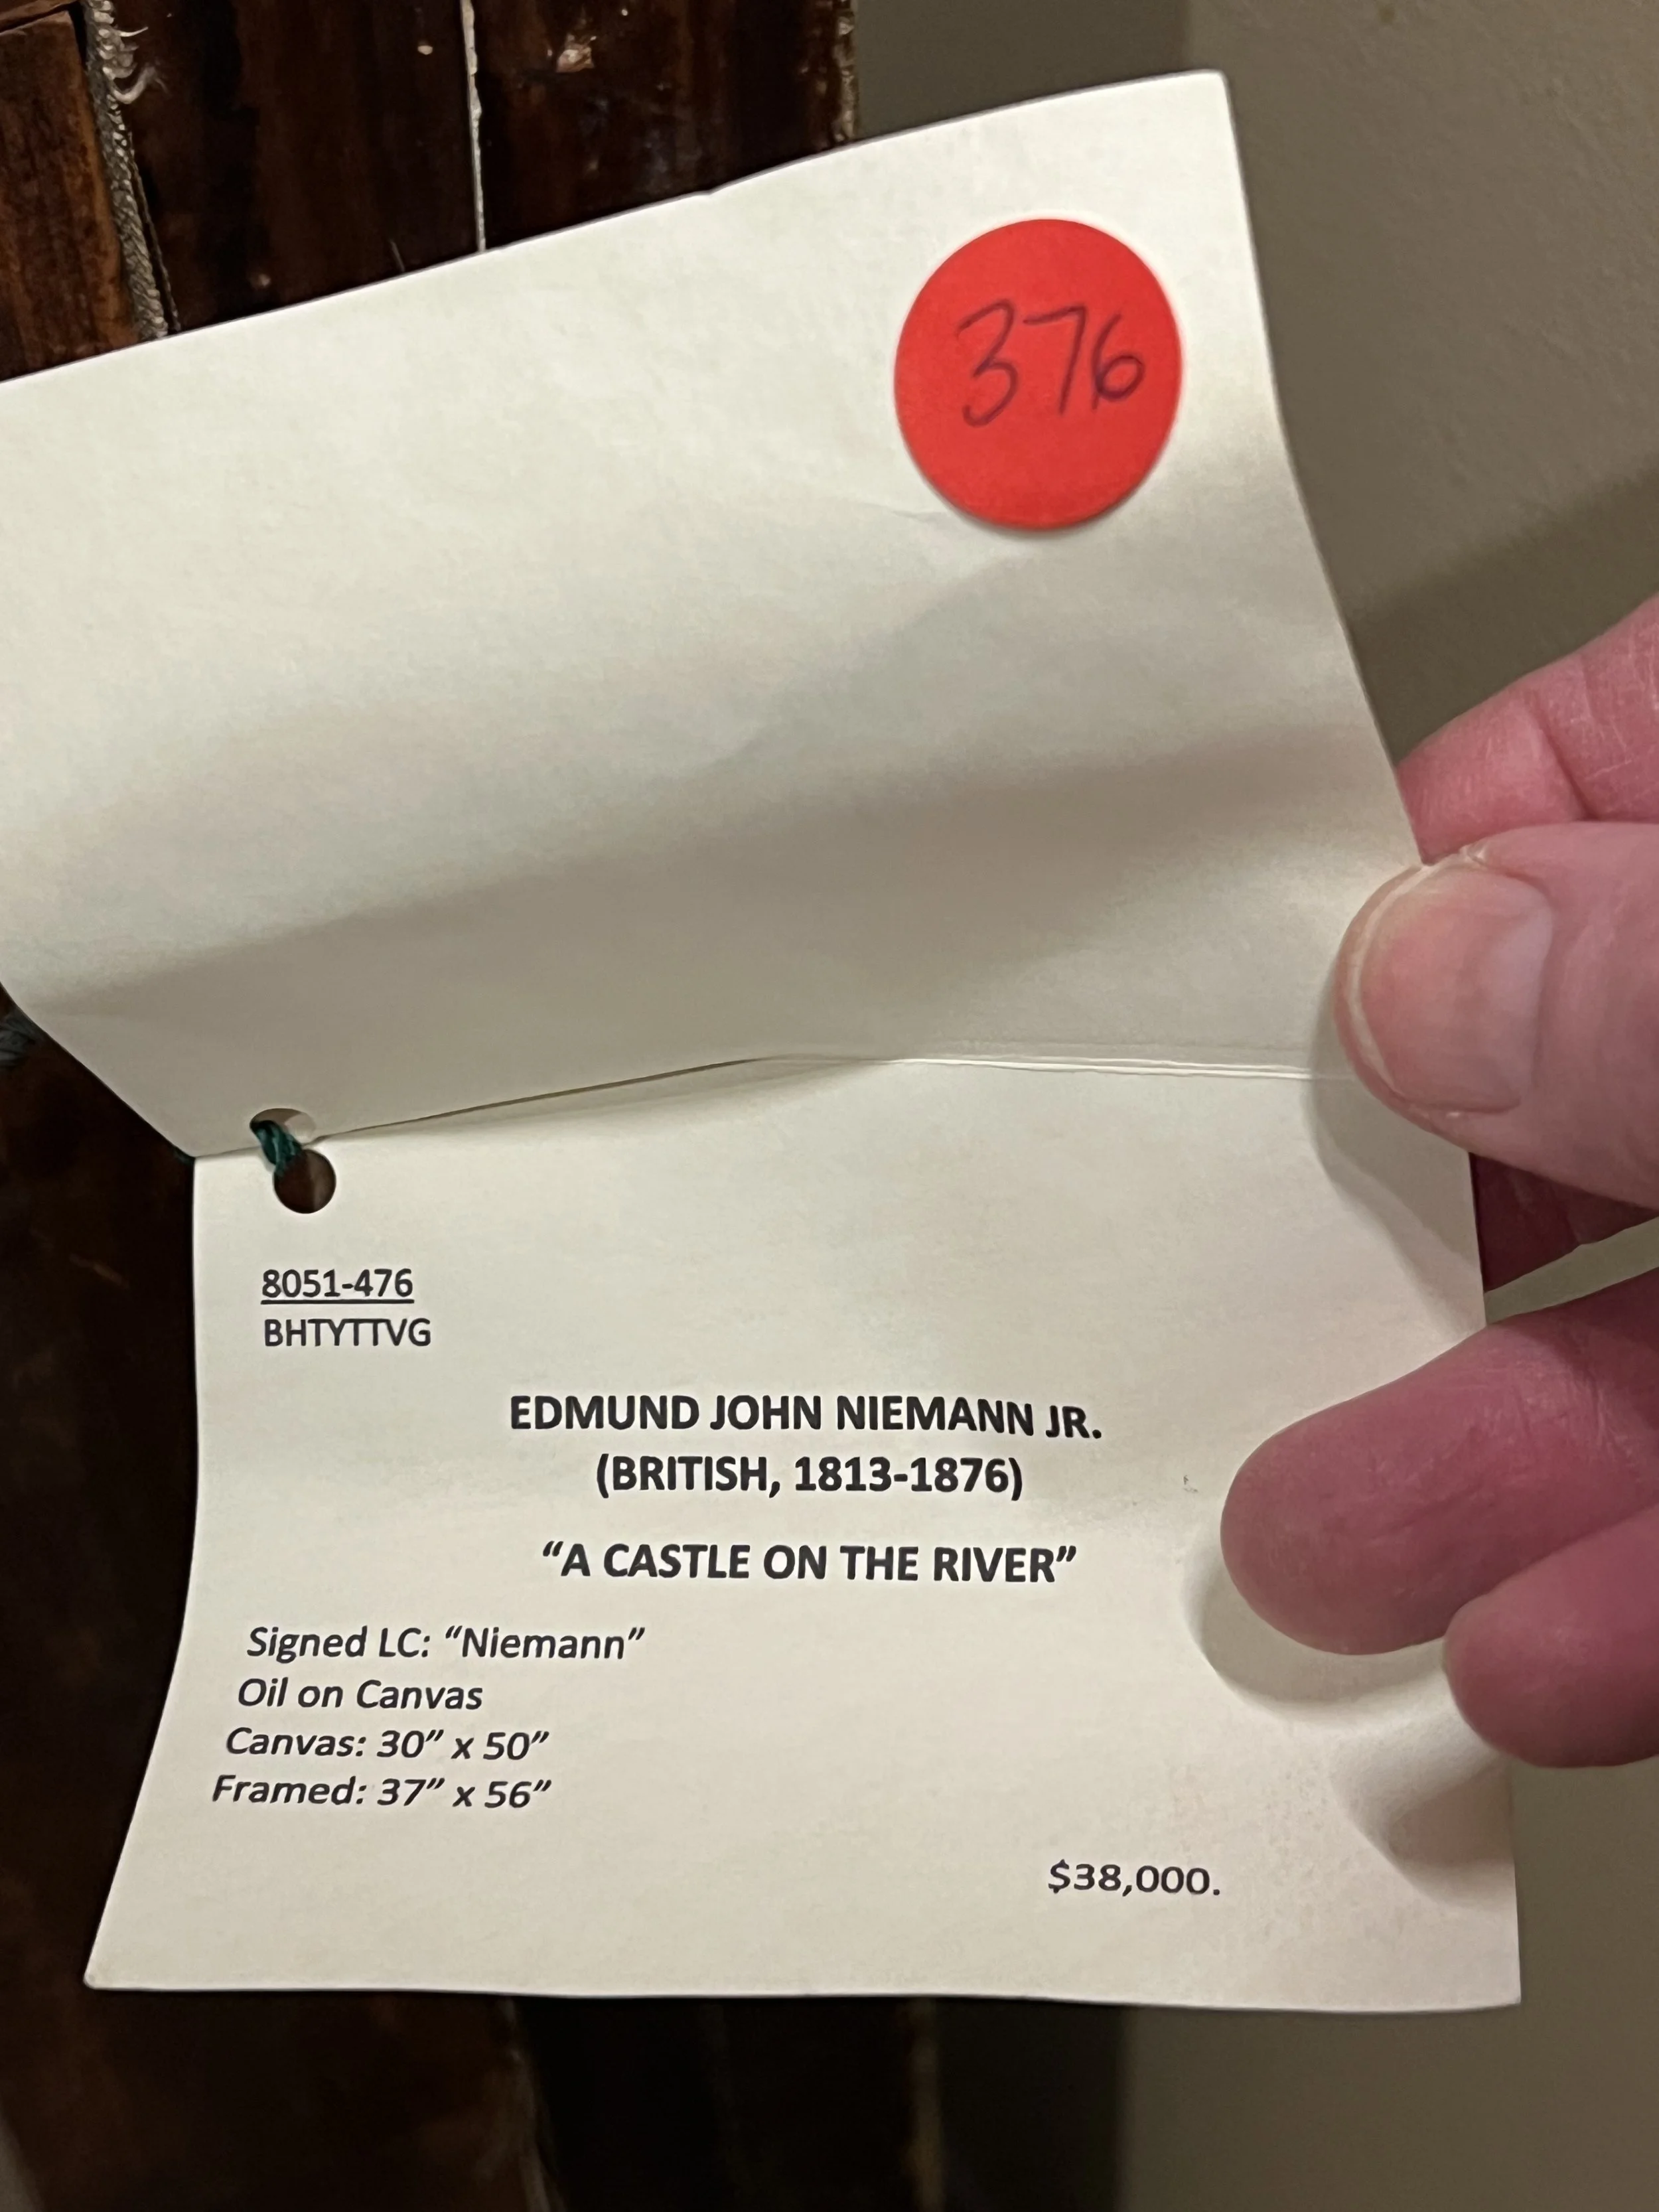 376
8051-476
BHTYTTVG
EDMUND JOHN NIEMANN JR.
(BRITISH, 1813-1876)
“A CASTLE ON THE RIVER”
Signed LC: “Niemann”
Oil on Canvas
Canvas: 30” x 50”
Framed: 37” x 56”
$38,000.